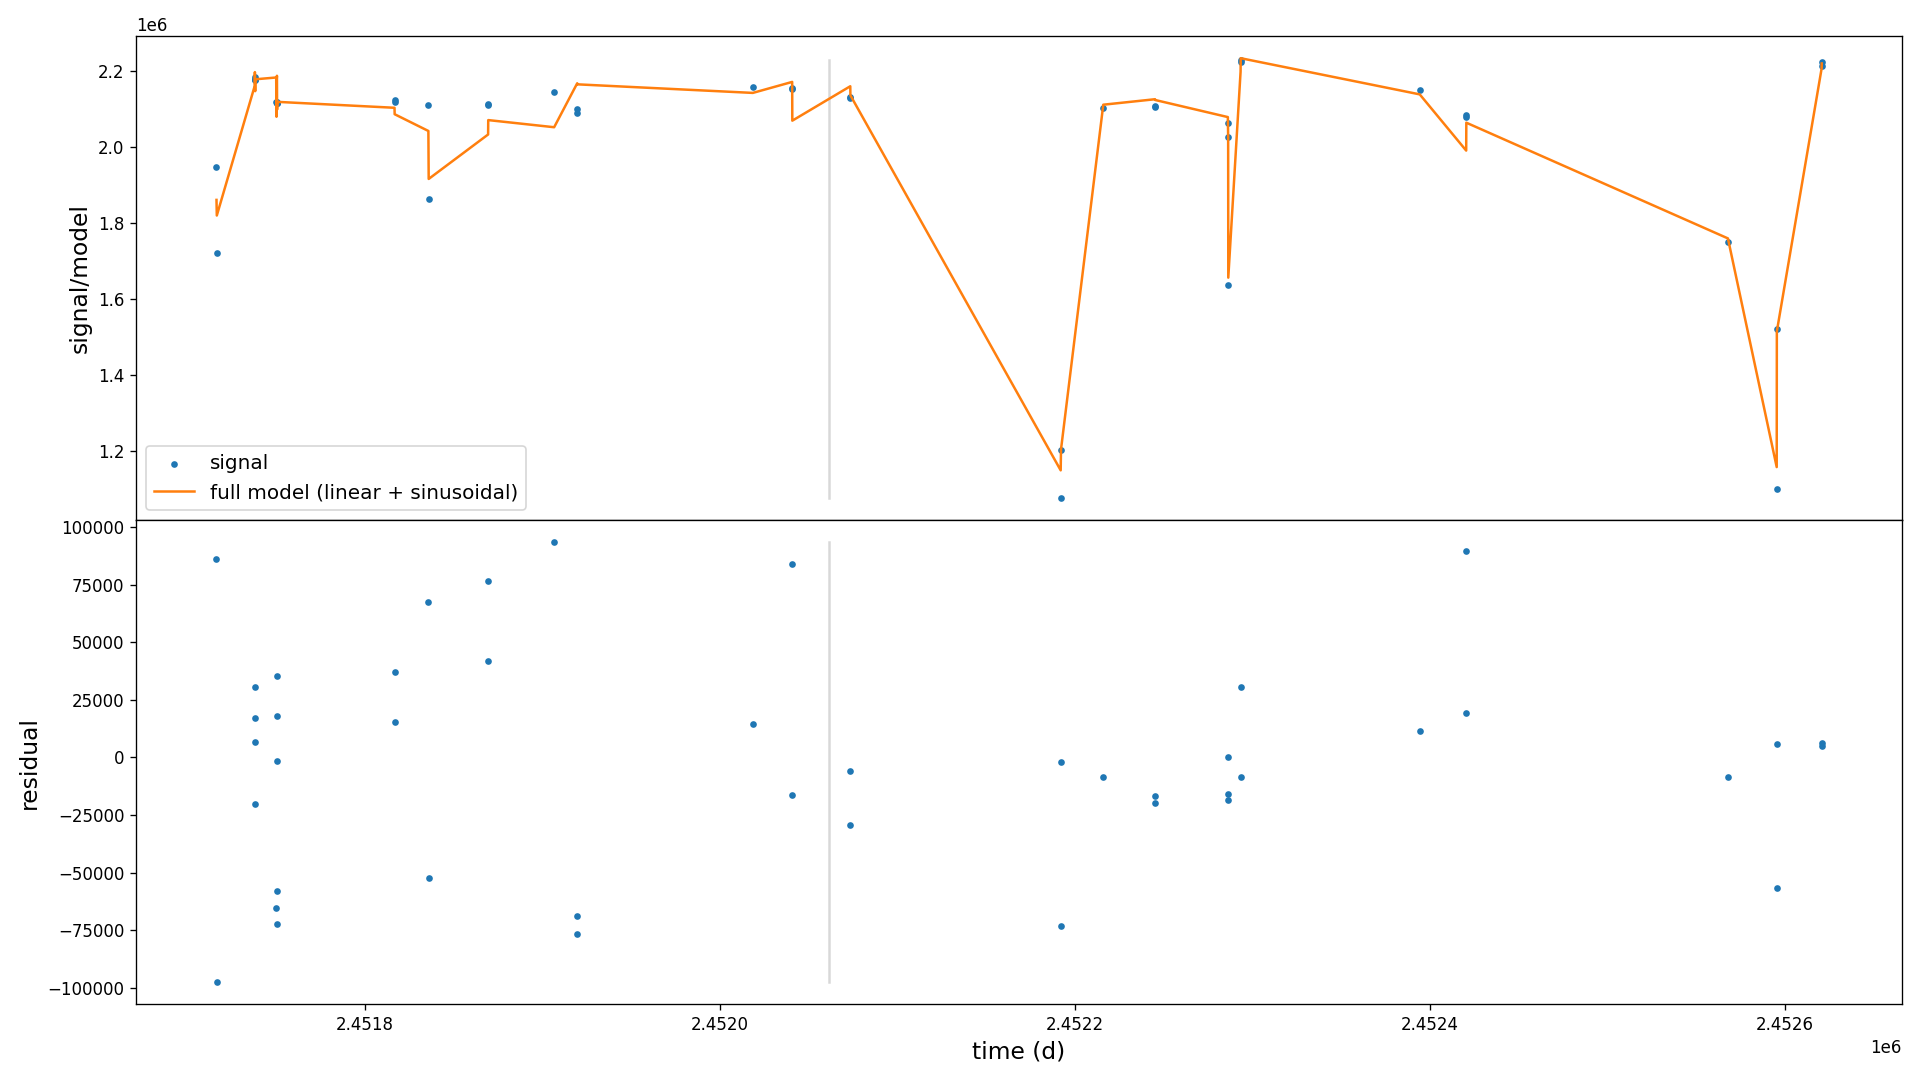 1e6
2.2
2.0
1.8
1.6
1.4
1.2
signal/model
signal
full model (linear + sinusoidal)
100000
75000
50000
25000
0
−25000
−50000
−75000
−100000
residual
2.4518
2.4520
2.4522
2.4524
2.4526
time (d)
1e6